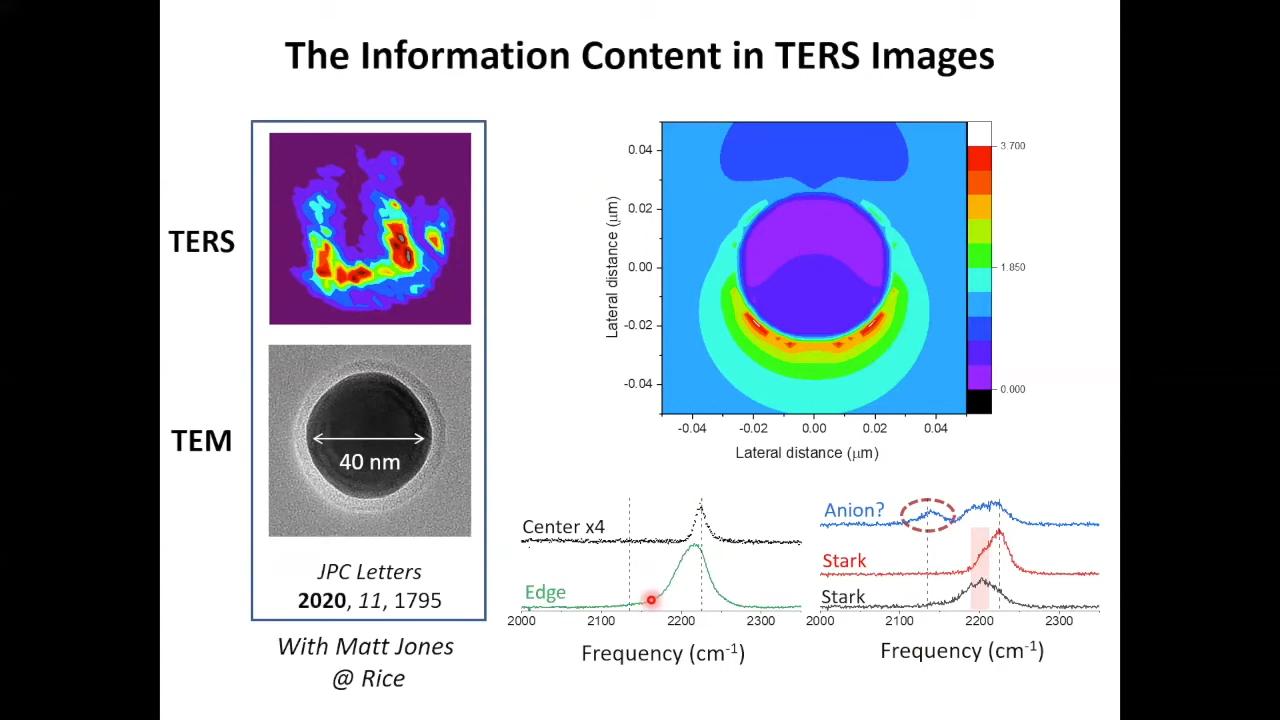 The Information Content in TERS Images
TERS
TEM
40 nm
JPC Letters
2020, 11, 1795
With Matt Jones
@ Rice
Lateral distance (µm)
0.04
0.02
0.00
-0.02
-0.04
-0.04 -0.02 0.00 0.02 0.04
Lateral distance (µm)
3.700
1.850
0.000
Center x4
Edge
2000 2100 2200 2300
Frequency (cm-1)
Anion?
Stark
Stark
2000 2100 2200 2300
Frequency (cm-1)